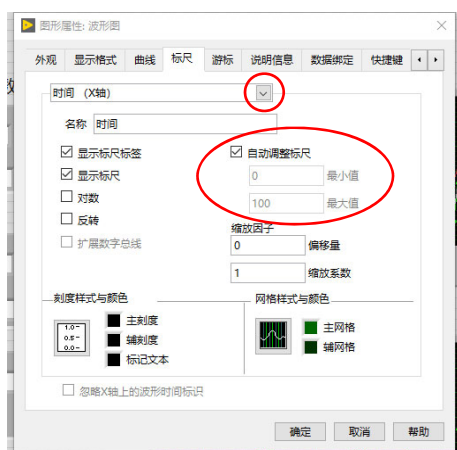 图形属性: 波形图
外观 显示格式 曲线 标尺 游标 说明信息 数据绑定 快捷键
时间 (X轴)
名称 时间
显示标尺标签 自动调整标尺
显示标尺 0 最小值
对数 100 最大值
反转 缩放因子
扩展数字总线 0 偏移量
1 缩放系数
刻度样式与颜色 网格样式与颜色
1.0 主刻度 主网格
0.5 辅刻度 辅网格
0.0 标记文本
忽略X轴上的波形时间标识
确定 取消 帮助